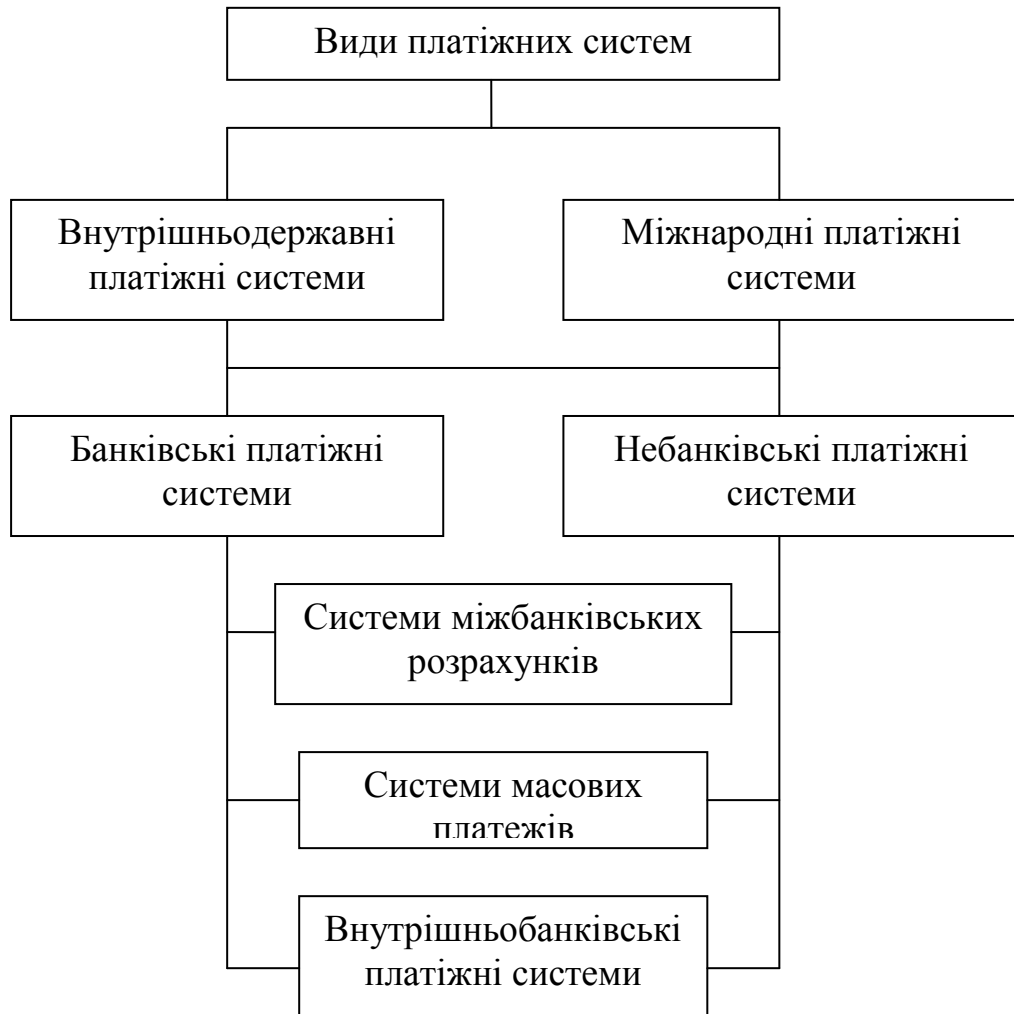 Види платіжних систем
Внутрішньодержавні
платіжні системи
Міжнародні платіжні
системи
Банківські платіжні
системи
Небанківські платіжні
системи
Системи міжбанківських
розрахунків
Системи масових
платежів
Внутрішньобанківські
платіжні системи